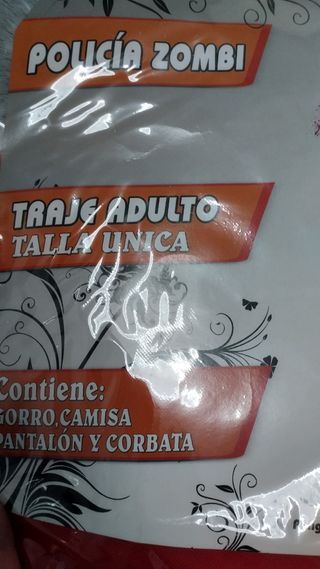 POLICÍA ZOMBI
TRAJE ADULTO
TALLA UNICA
Contiene:
GORRO,CAMISA
PANTALÓN Y CORBATA